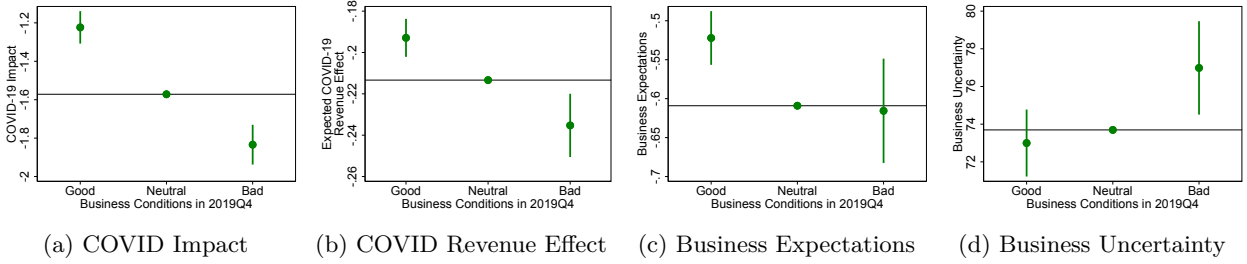 COVID-19 Impact
-1.2
-1.4
-1.6
-1.8
-2
Good Neutral Bad
Business Conditions in 2019Q4
(a) COVID Impact
Expected COVID-19
Revenue Effect
-.2
-.22
-.24
-.26
Good Neutral Bad
Business Conditions in 2019Q4
(b) COVID Revenue Effect
Business Expectations
-.5
-.55
-.6
-.65
-.7
Good Neutral Bad
Business Conditions in 2019Q4
(c) Business Expectations
Business Uncertainty
80
78
76
74
72
Good Neutral Bad
Business Conditions in 2019Q4
(d) Business Uncertainty